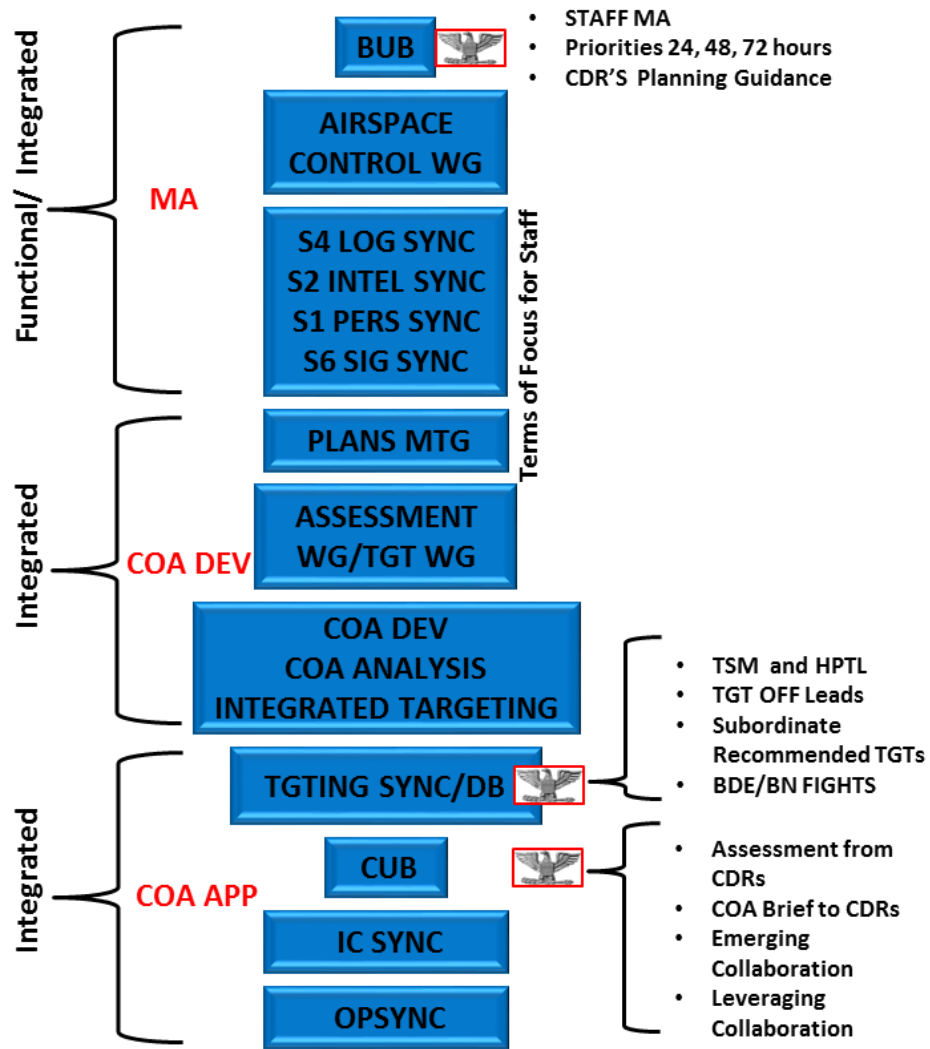 BUB
• STAFF MA
• Priorities 24, 48, 72 hours
• CDR'S Planning Guidance
Functional/ Integrated
MA
AIRSPACE
CONTROL WG
S4 LOG SYNC
S2 INTEL SYNC
S1 PERS SYNC
S6 SIG SYNC
Terms of Focus for Staff
Integrated
COA DEV
PLANS MTG
ASSESSMENT
WG/TGT WG
COA DEV
COA ANALYSIS
INTEGRATED TARGETING
Integrated
COA APP
TGTING SYNC/DB
• TSM and HPTL
• TGT OFF Leads
• Subordinate
Recommended TGTs
• BDE/BN FIGHTS
CUB
• Assessment from
CDRs
• COA Brief to CDRs
• Emerging
Collaboration
• Leveraging
Collaboration
IC SYNC
OPSYNC